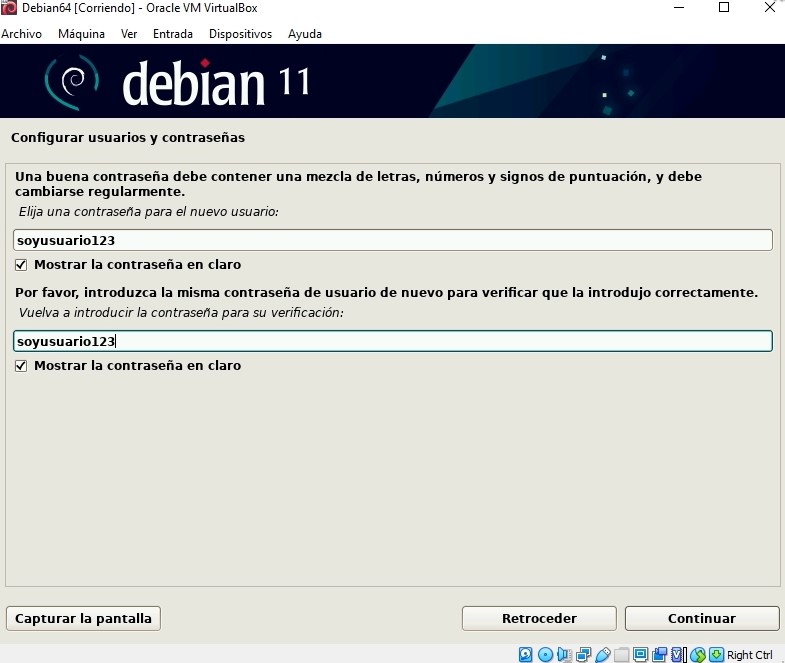 Debian64 [Corriendo] - Oracle VM VirtualBox
Archivo Máquina Ver Entrada Dispositivos Ayuda
debian 11
Configurar usuarios y contraseñas
Una buena contraseña debe contener una mezcla de letras, números y signos de puntuación, y debe
cambiarse regularmente.
Elija una contraseña para el nuevo usuario:
soyusuario123
Mostrar la contraseña en claro
Por favor, introduzca la misma contraseña de usuario de nuevo para verificar que la introdujo correctamente.
Vuelva a introducir la contraseña para su verificación:
soyusuario123
Mostrar la contraseña en claro
Capturar la pantalla Retroceder Continuar
Right Ctrl